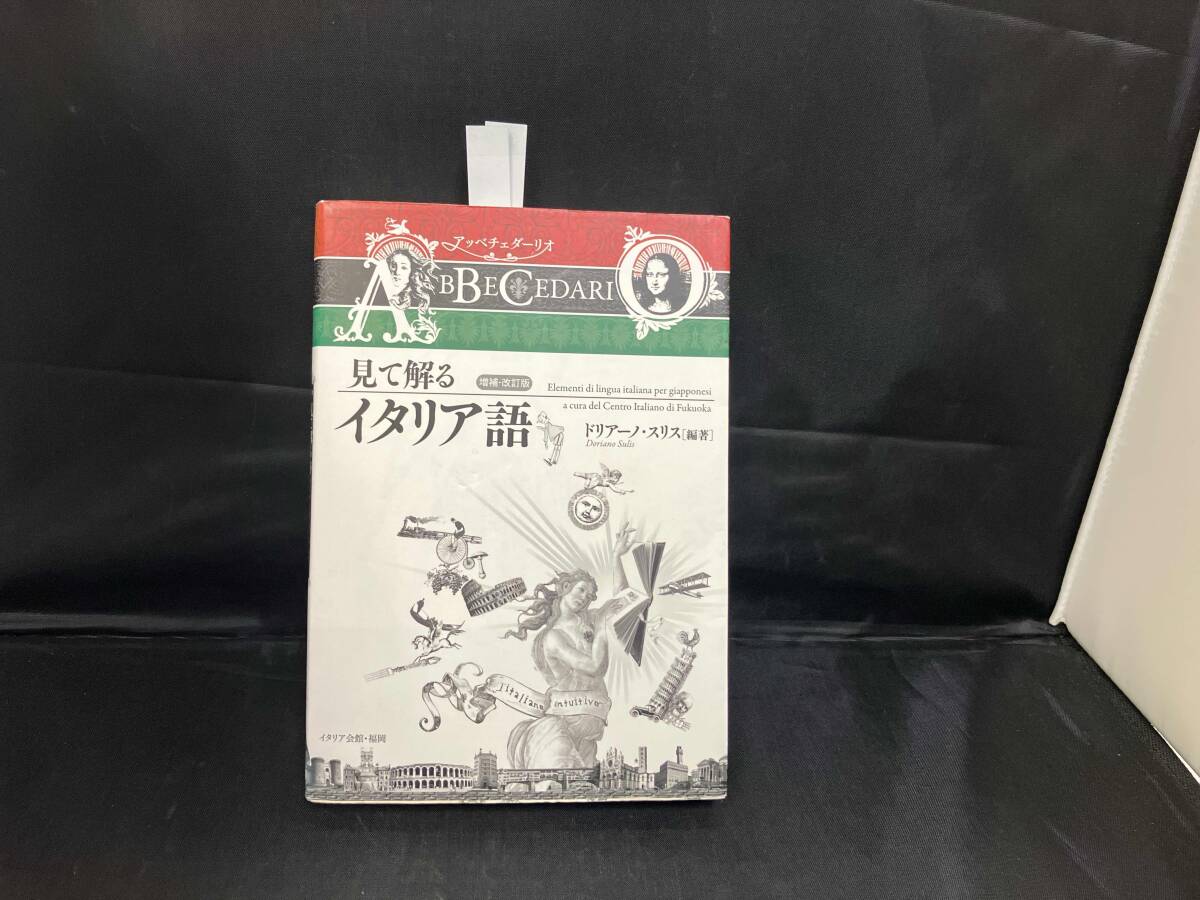 アッベチェダーリオ
ABBECEDARIO
見て解る
増補・改訂版
イタリア語
Elementi di lingua italiana per giapponesi
a cura del Centro Italiano di Fukuoka
ドリアーノ・スリス[編著]
Doriano Sulis
l'italiano intuitivo
イタリア会館・福岡